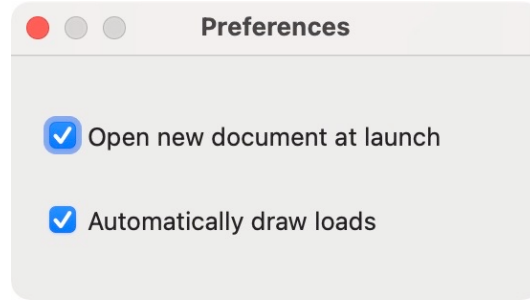 Preferences
Open new document at launch
Automatically draw loads